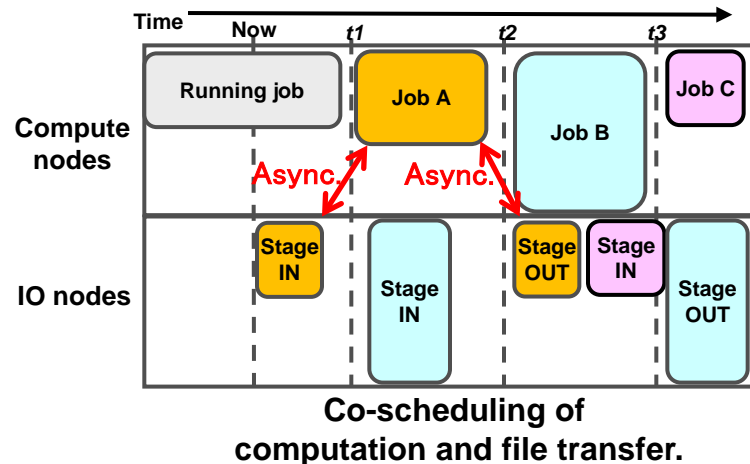 Time
Now
t1
t2
t3
Compute
nodes
Running job
Job A
Job B
Job C
Async.
Async.
IO nodes
Stage
IN
Stage
IN
Stage
OUT
Stage
IN
Stage
OUT
Co-scheduling of
computation and file transfer.